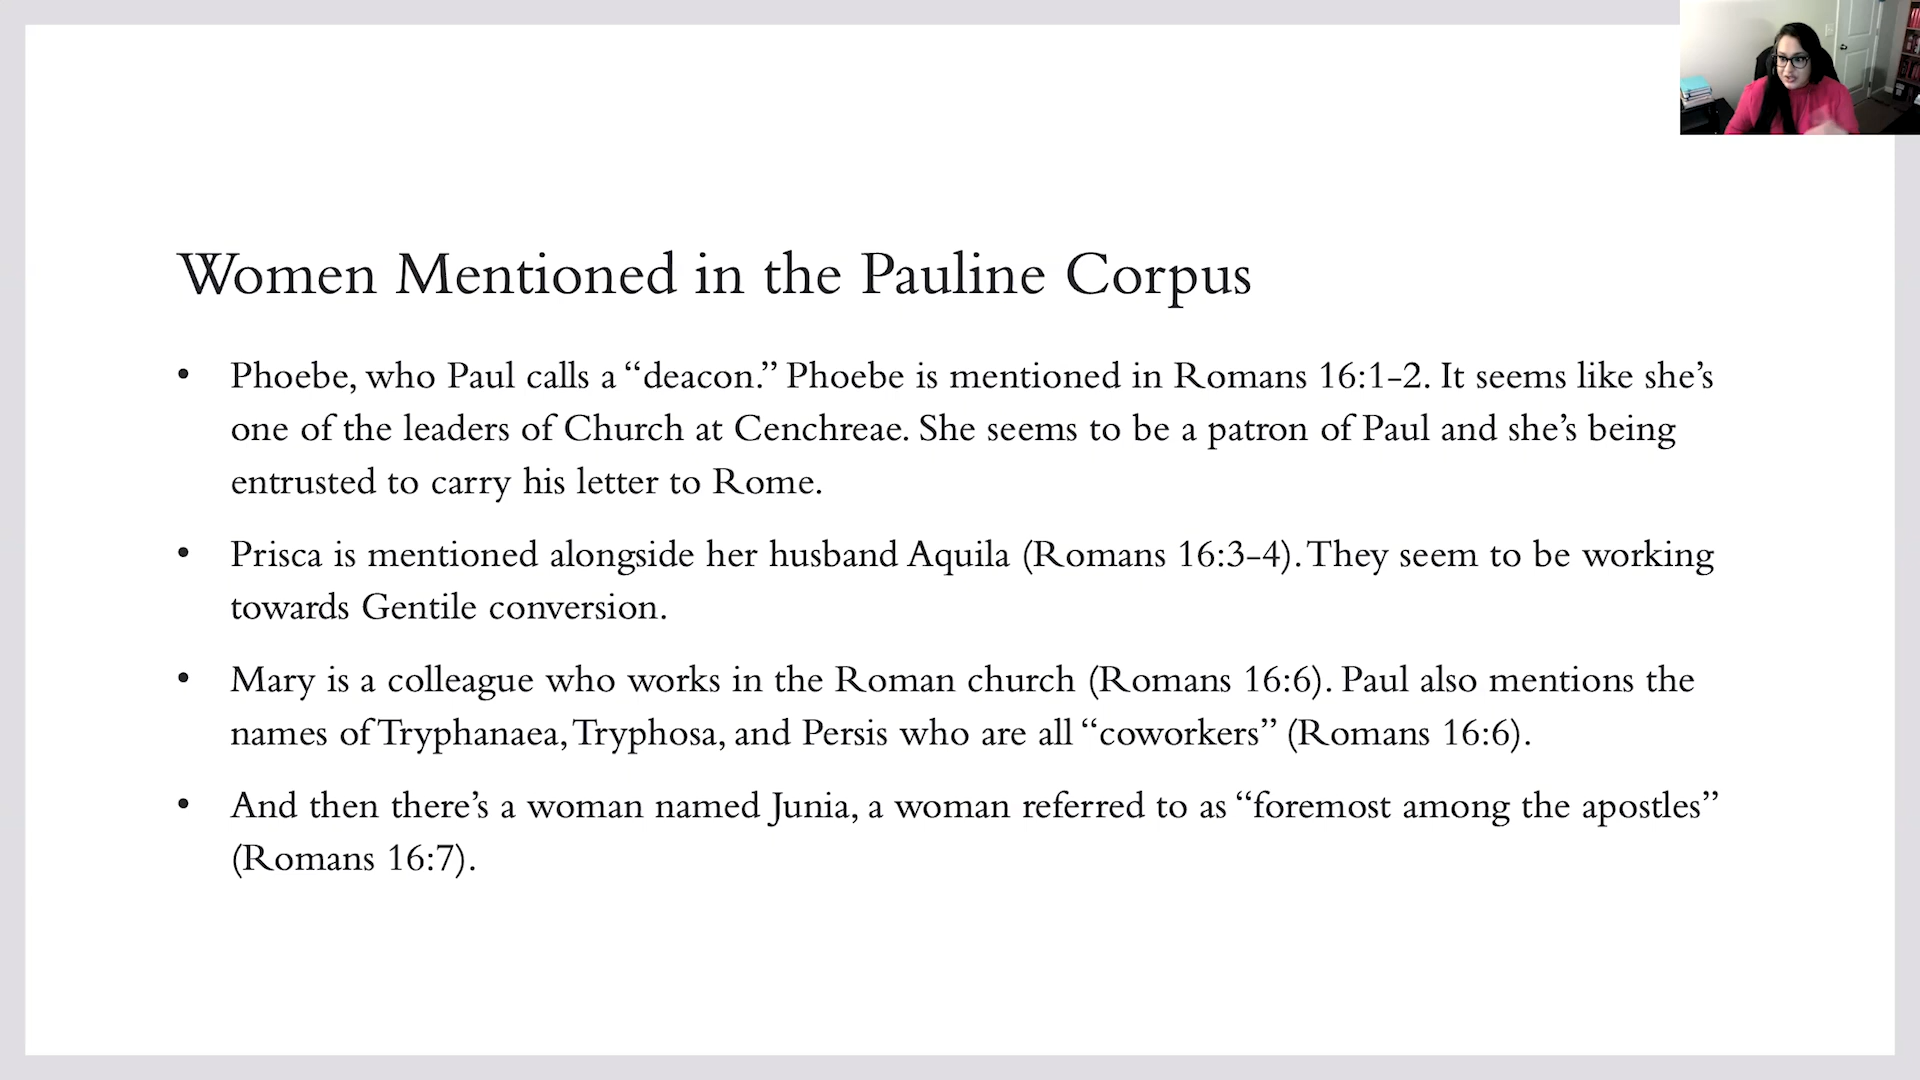 Women Mentioned in the Pauline Corpus
• Phoebe, who Paul calls a “deacon.” Phoebe is mentioned in Romans 16:1-2. It seems like she’s
one of the leaders of Church at Cenchreae. She seems to be a patron of Paul and she’s being
entrusted to carry his letter to Rome.
• Prisca is mentioned alongside her husband Aquila (Romans 16:3-4). They seem to be working
towards Gentile conversion.
• Mary is a colleague who works in the Roman church (Romans 16:6). Paul also mentions the
names of Tryphanaea, Tryphosa, and Persis who are all “coworkers” (Romans 16:6).
• And then there’s a woman named Junia, a woman referred to as “foremost among the apostles”
(Romans 16:7).